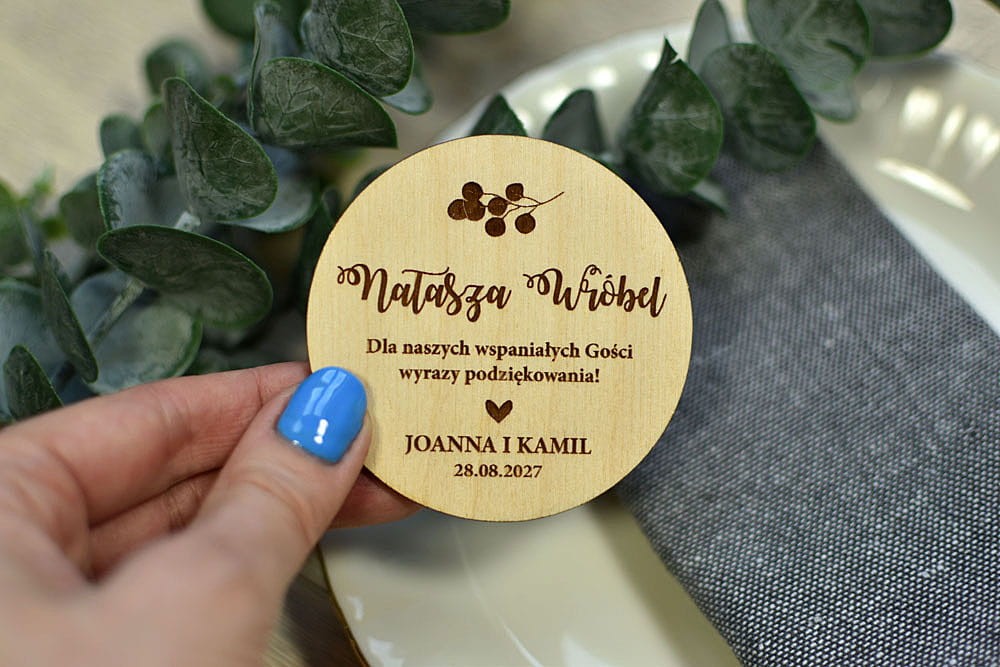 Natasza Wróbel
Dla naszych wspaniałych Gości
wyrazy podziękowania!
JOANNA I KAMIL
28.08.2027